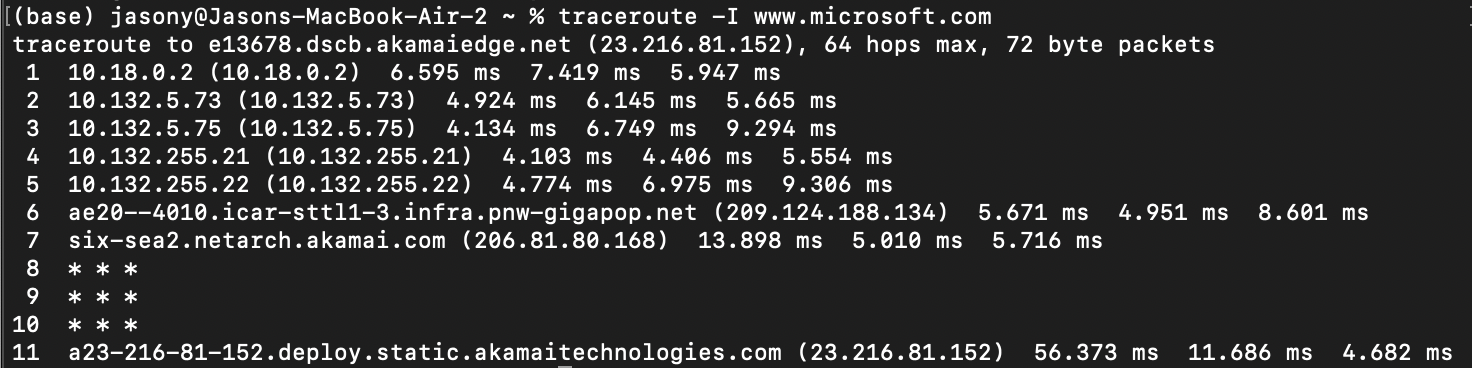 (base) jasony@Jasons-MacBook-Air-2 ~ % traceroute -I www.microsoft.com
traceroute to e13678.dscb.akamaiedge.net (23.216.81.152), 64 hops max, 72 byte packets
1 10.18.0.2 (10.18.0.2) 6.595 ms 7.419 ms 5.947 ms
2 10.132.5.73 (10.132.5.73) 4.924 ms 6.145 ms 5.665 ms
3 10.132.5.75 (10.132.5.75) 4.134 ms 6.749 ms 9.294 ms
4 10.132.255.21 (10.132.255.21) 4.103 ms 4.406 ms 5.554 ms
5 10.132.255.22 (10.132.255.22) 4.774 ms 6.975 ms 9.306 ms
6 ae20--4010.icar-sttl1-3.infra.pnw-gigapop.net (209.124.188.134) 5.671 ms 4.951 ms 8.601 ms
7 six-sea2.netarch.akamai.com (206.81.80.168) 13.898 ms 5.010 ms 5.716 ms
8 * * *
9 * * *
10 * * *
11 a23-216-81-152.deploy.static.akamaitechnologies.com (23.216.81.152) 56.373 ms 11.686 ms 4.682 ms